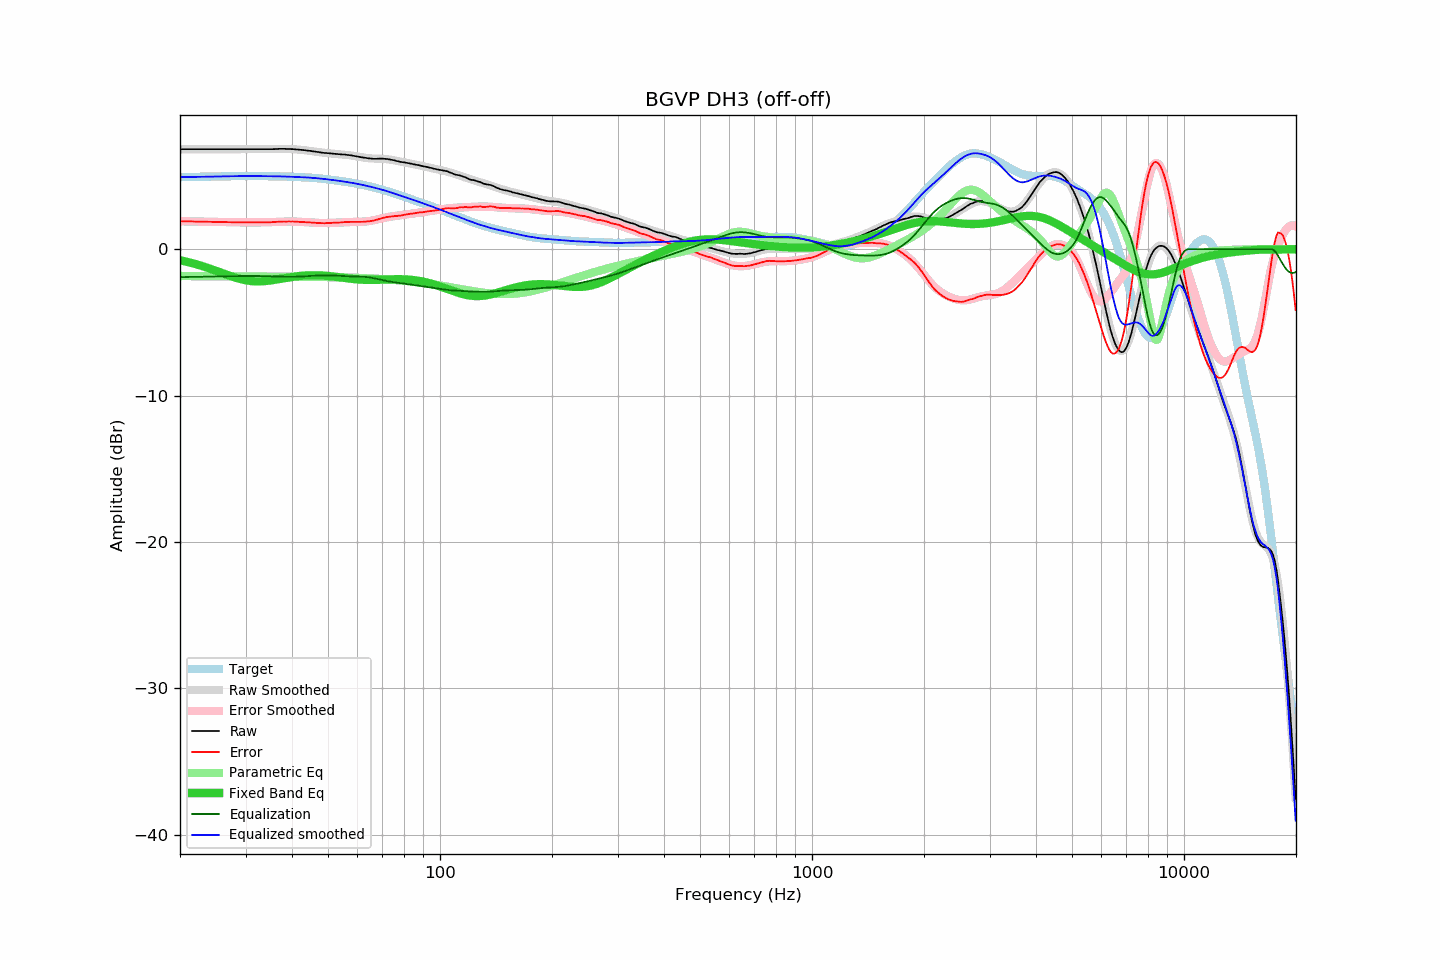 BGVP DH3 (off-off)
Amplitude (dBr)
0
−10
−20
−30
−40
Target
Raw Smoothed
Error Smoothed
Raw
Error
Parametric Eq
Fixed Band Eq
Equalization
Equalized smoothed
100
1000
10000
Frequency (Hz)